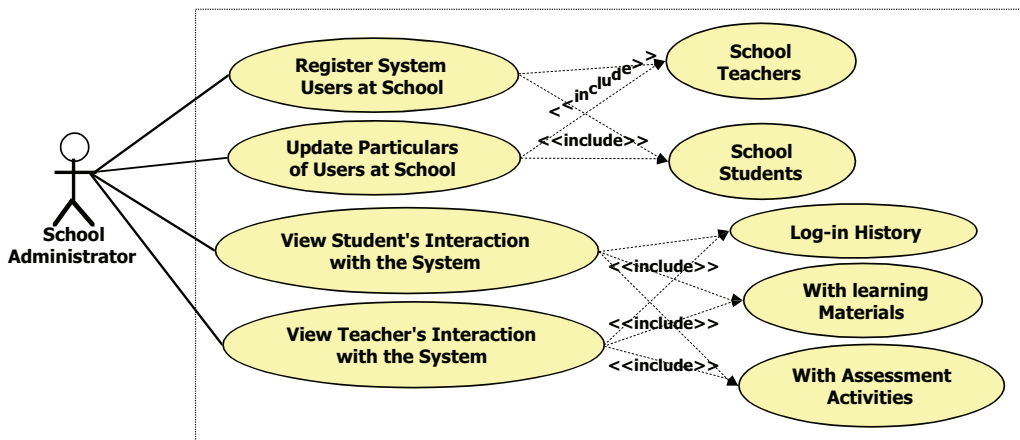 Register System
Users at School
School
Teachers
<<include>>
Update Particulars
of Users at School
<<include>>
School
Students
School
Administrator
View Student's Interaction
with the System
Log-in History
<<include>>
With learning
Materials
<<include>>
View Teacher's Interaction
with the System
<<include>>
With Assessment
Activities